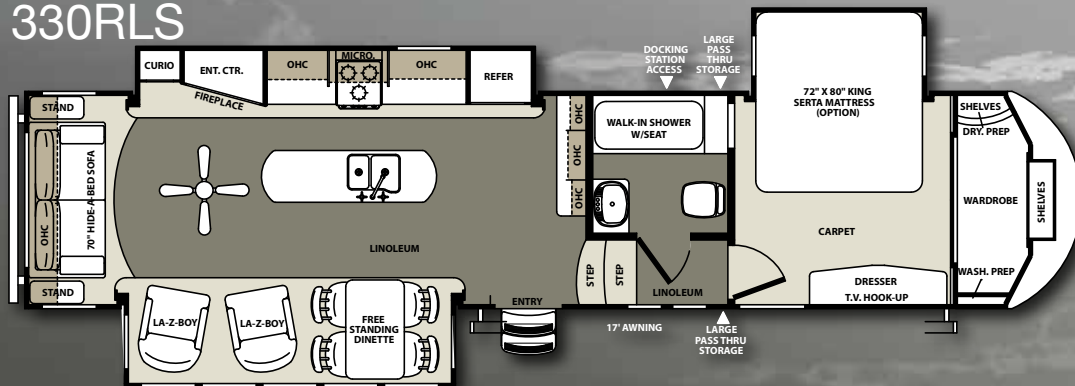 330RLS
CURIO
ENT. CTR.
FIREPLACE
OHC
MICRO.
OHC
REFER
DOCKING
STATION
ACCESS
LARGE
PASS
THRU
STORAGE
72" X 80" KING
SERTA MATTRESS
(OPTION)
SHELVES
DRY. PREP
WARDROBE
SHELVES
WASH. PREP
STAND
70" HIDE-A-BED SOFA
OHC
STAND
OHC
OHC
OHC
WALK-IN SHOWER
W/SEAT
LINOLEUM
CARPET
STEP
STEP
LINOLEUM
DRESSER
T.V. HOOK-UP
LA-Z-BOY
LA-Z-BOY
FREE
STANDING
DINETTE
ENTRY
17' AWNING
LARGE
PASS THRU
STORAGE